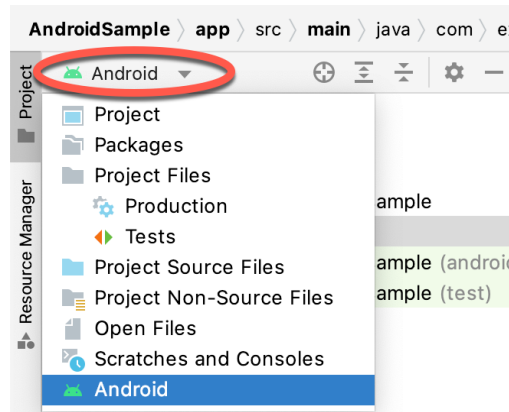 AndroidSample 〉 app 〉 src 〉 main 〉 java 〉 com 〉 e
Project
Android
Project
Packages
Project Files
Production
ample
Tests
Project Source Files
ample (androi
Project Non-Source Files
ample (test)
Open Files
Scratches and Consoles
Android
Resource Manager